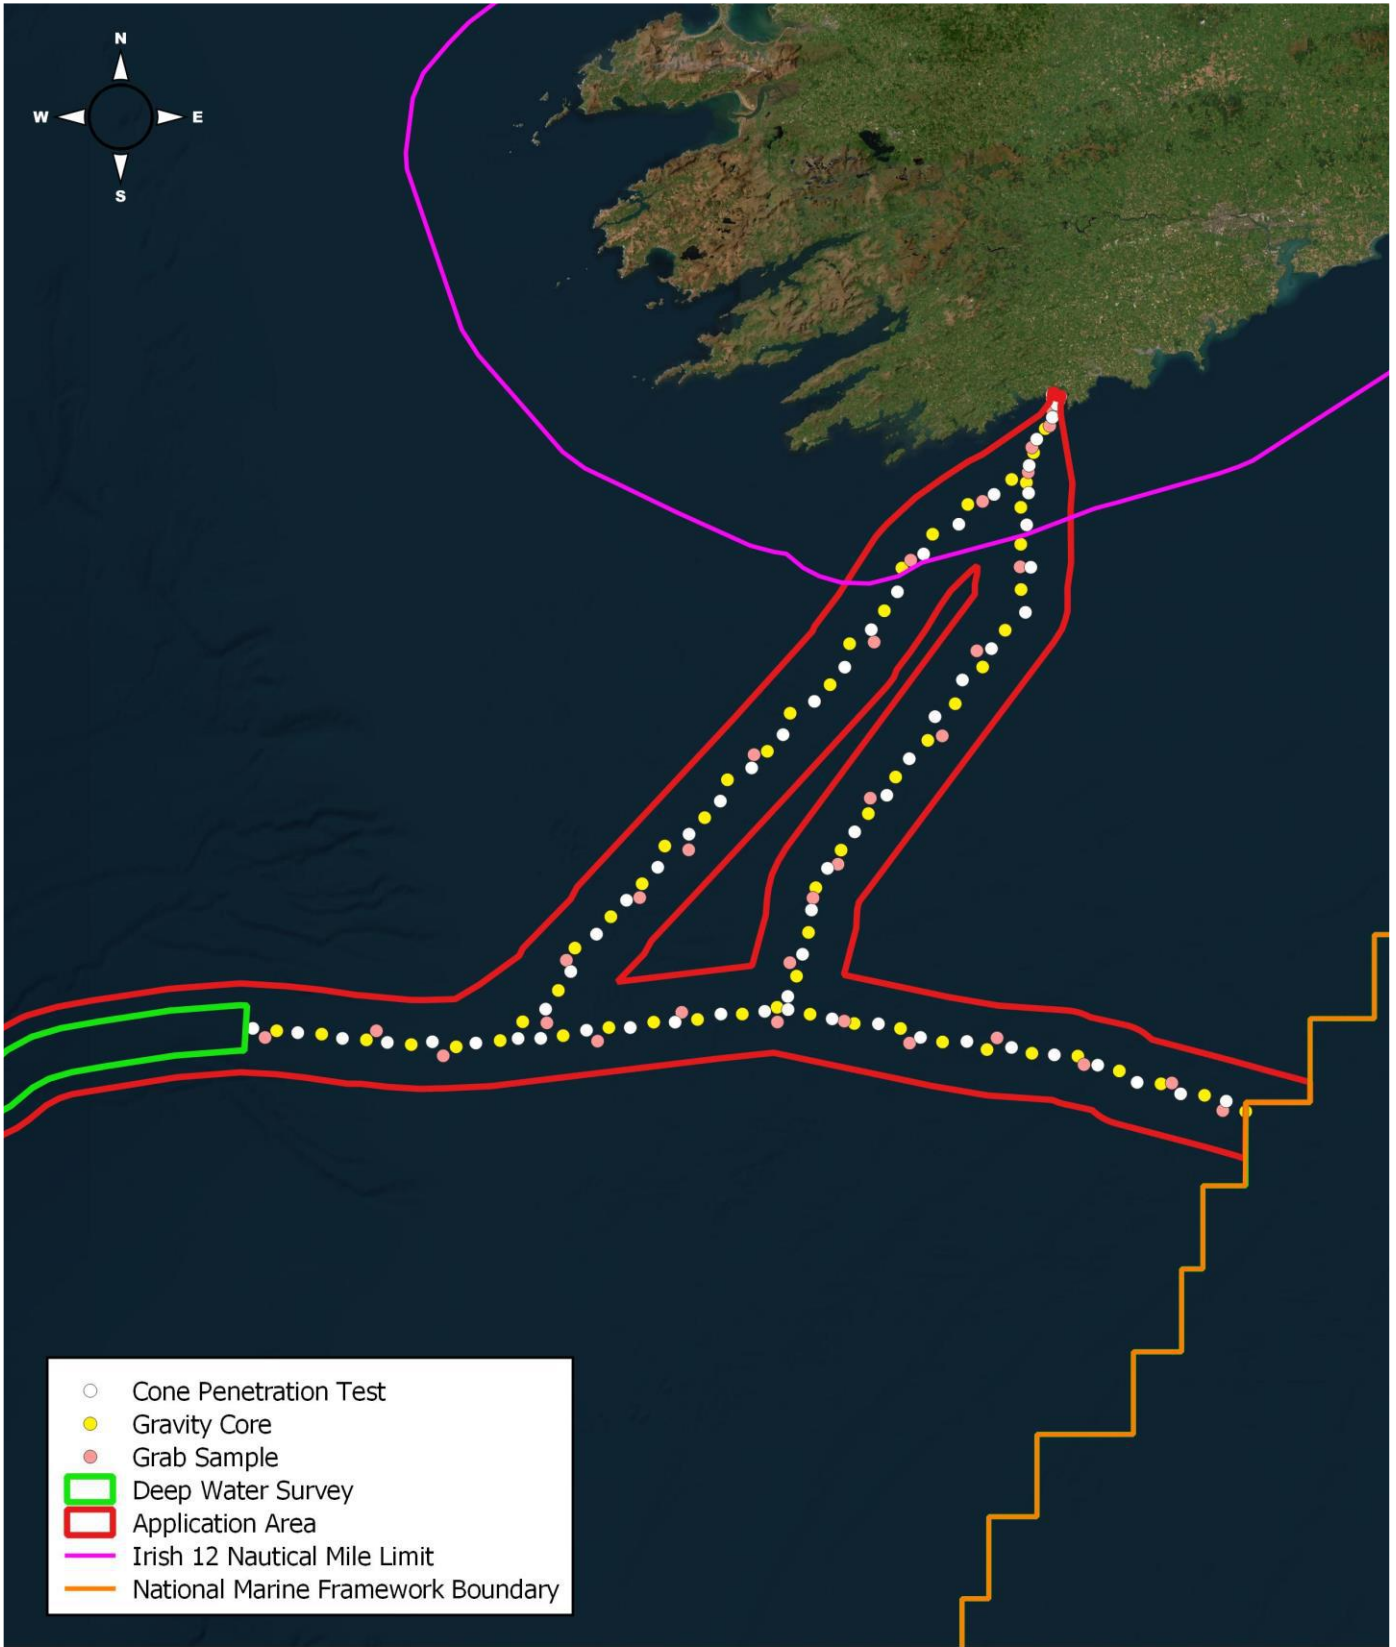 N
W E
S
Cone Penetration Test
Gravity Core
Grab Sample
Deep Water Survey
Application Area
Irish 12 Nautical Mile Limit
National Marine Framework Boundary